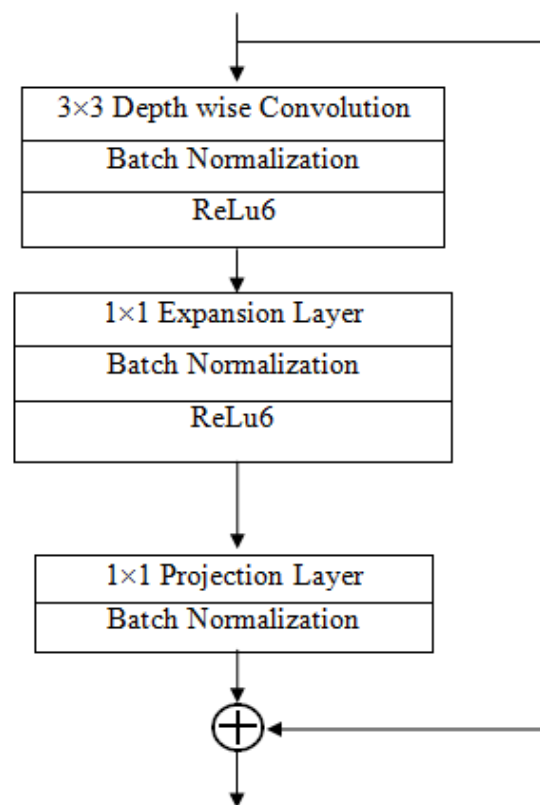 3×3 Depth wise Convolution
Batch Normalization
ReLu6
1×1 Expansion Layer
Batch Normalization
ReLu6
1×1 Projection Layer
Batch Normalization